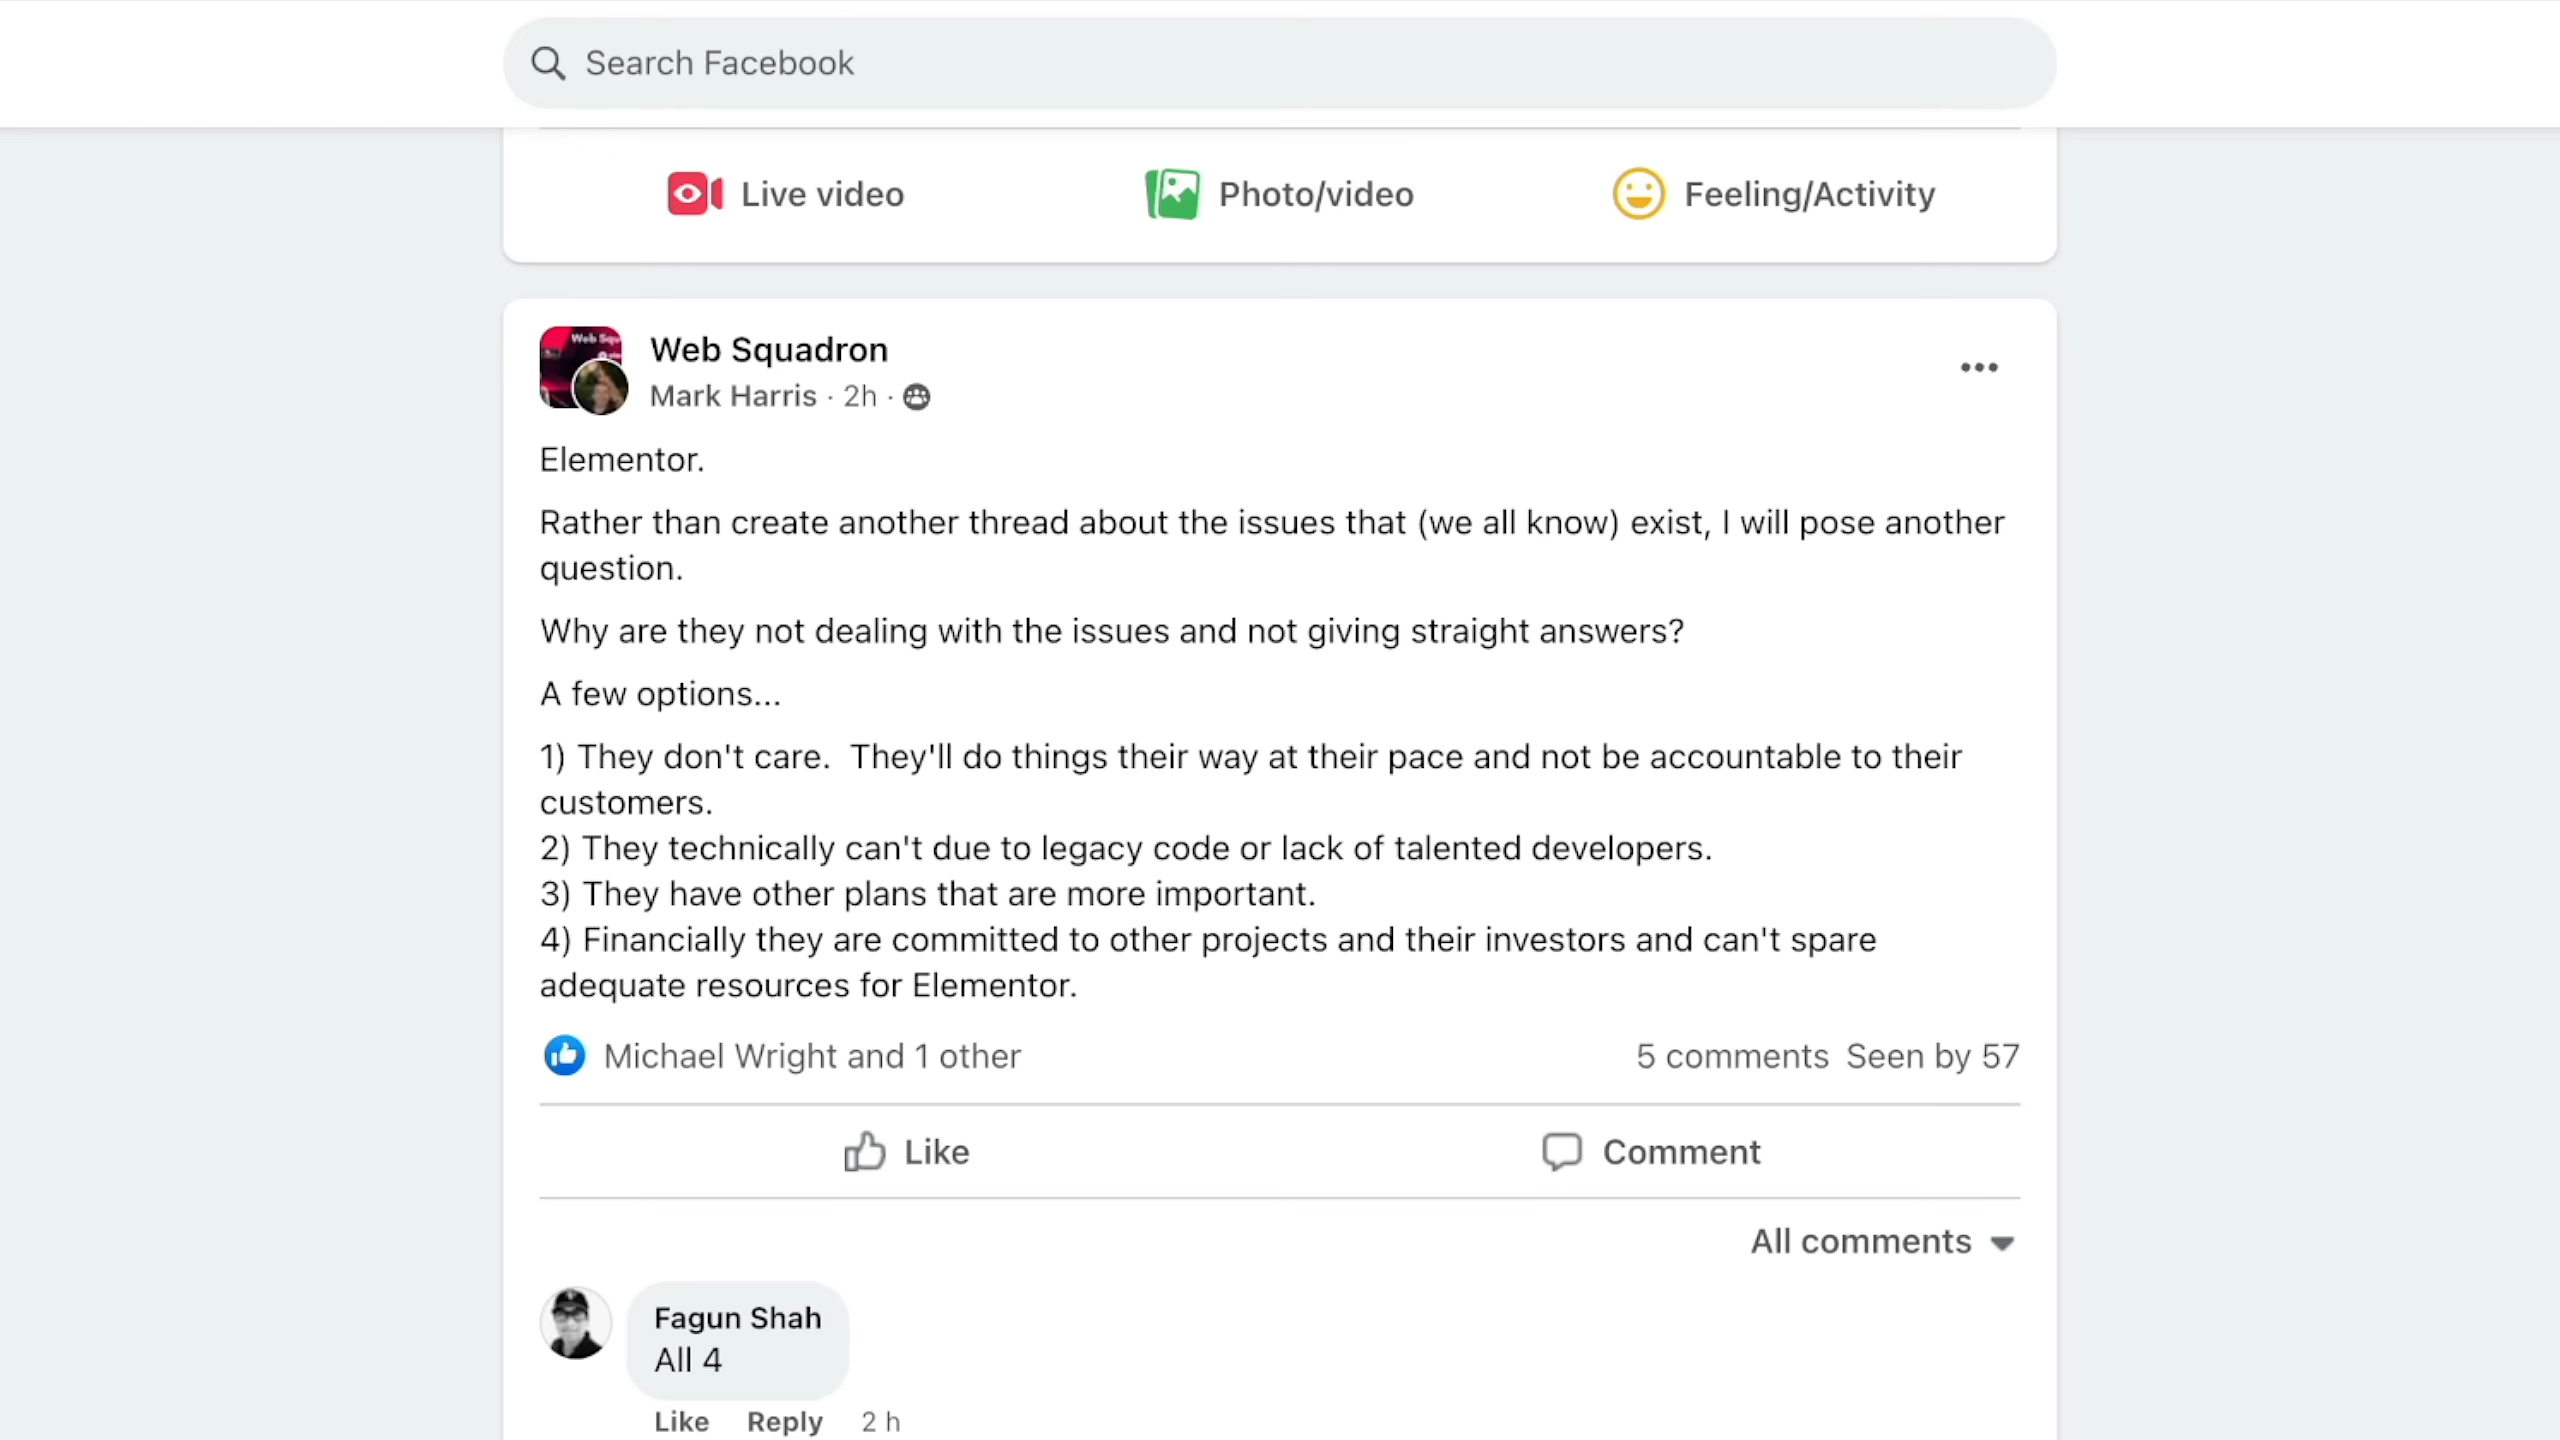 Search Facebook
Live video
Photo/video
Feeling/Activity
Web Squadron
Mark Harris · 2h ·
Elementor.
Rather than create another thread about the issues that (we all know) exist, I will pose another
question.
Why are they not dealing with the issues and not giving straight answers?
A few options...
1) They don't care.  They'll do things their way at their pace and not be accountable to their
customers.
2) They technically can't due to legacy code or lack of talented developers.
3) They have other plans that are more important.
4) Financially they are committed to other projects and their investors and can't spare
adequate resources for Elementor.
Michael Wright and 1 other
5 comments Seen by 57
Like
Comment
All comments
Fagun Shah
All 4
Like Reply 2 h